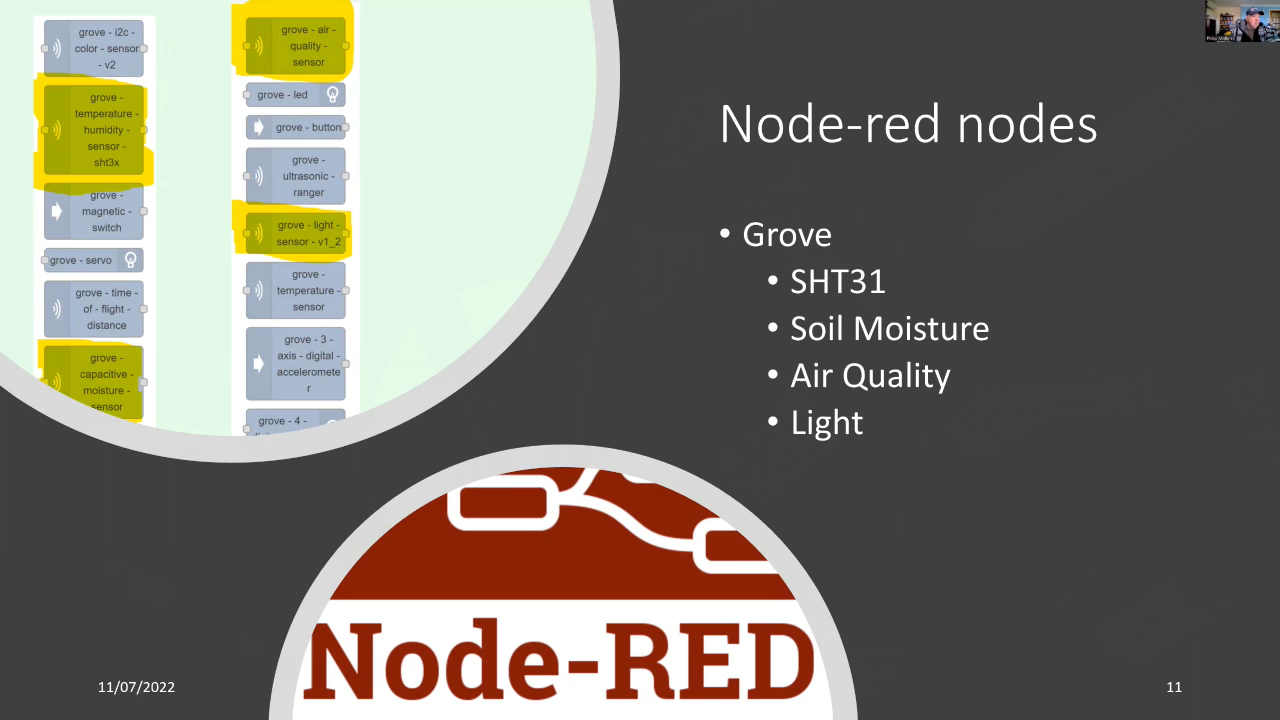 grove - i2c -
color - sensor
- v2
grove -
temperature -
humidity -
sensor -
sht3x
grove -
magnetic -
switch
grove - servo
grove - time -
of - flight -
distance
grove -
capacitive -
moisture -
sensor
grove - air -
quality -
sensor
grove - led
grove - button
grove -
ultrasonic -
ranger
grove - light -
sensor - v1_2
grove -
temperature -
sensor
grove - 3 -
axis - digital -
acceleromete
r
grove - 4 -
Node-red nodes
• Grove
• SHT31
• Soil Moisture
• Air Quality
• Light
Node-RED
11/07/2022
11